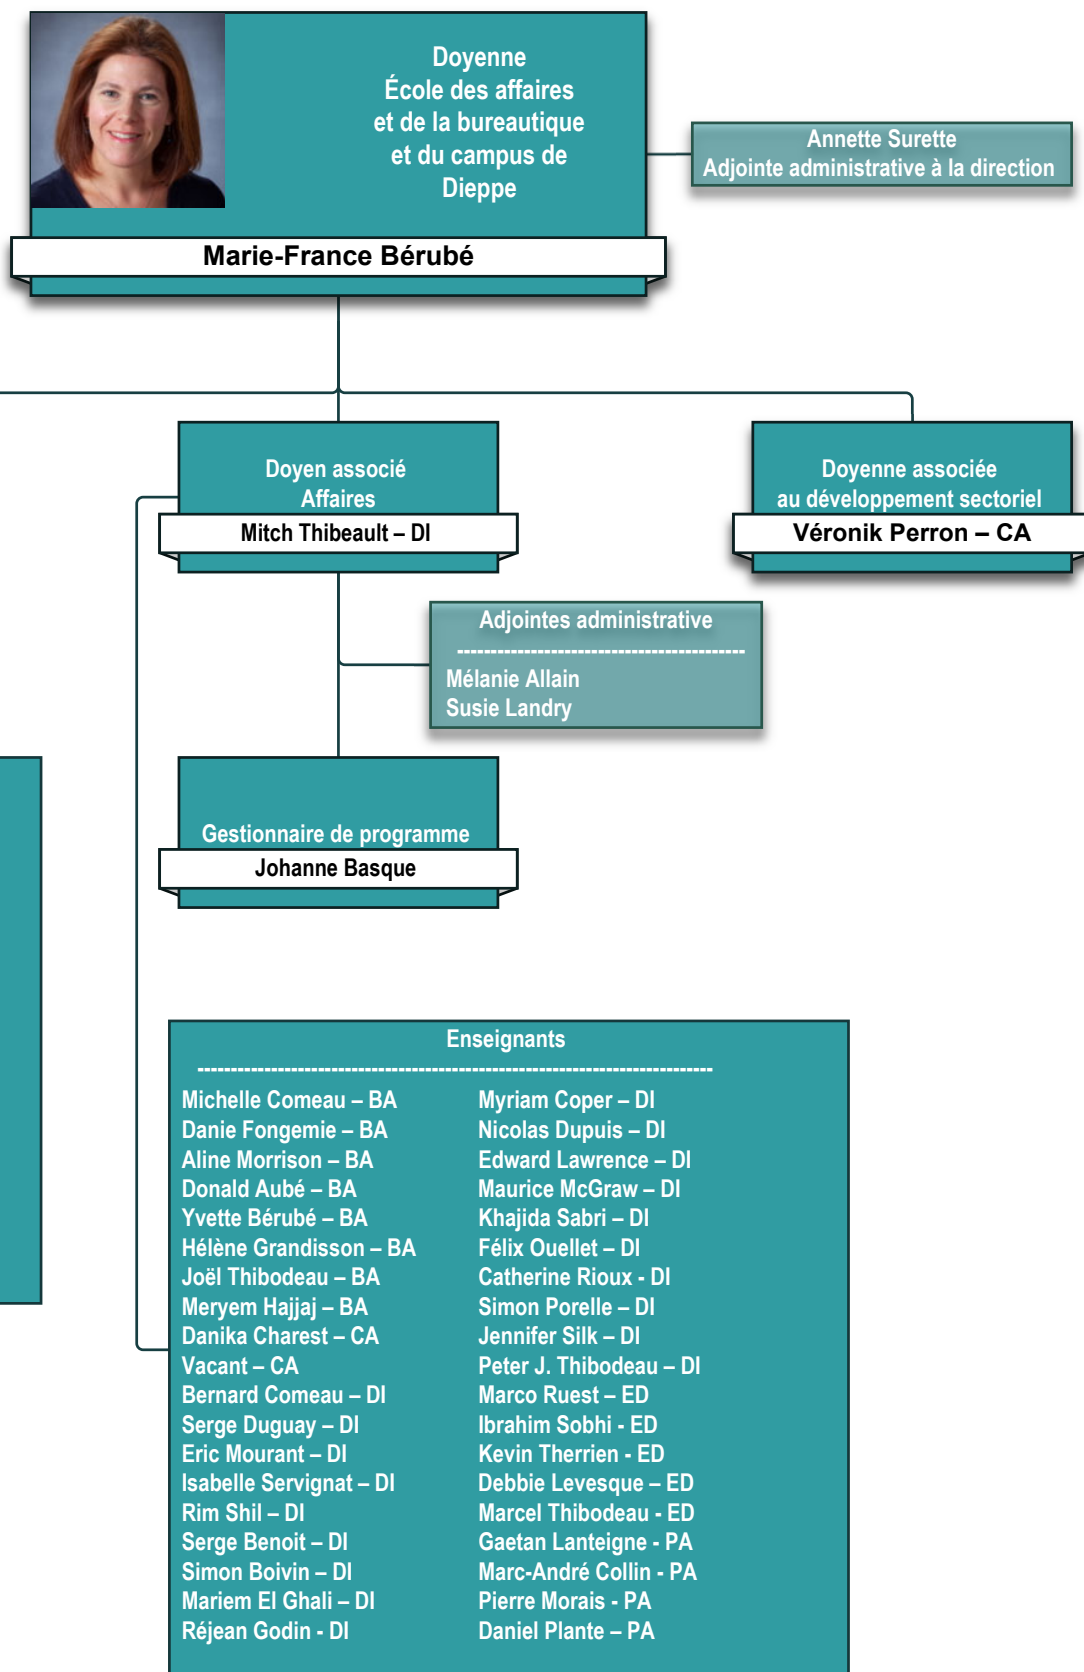 Doyenne
École des affaires
et de la bureautique
et du campus de
Dieppe
Marie-France Bérubé
Annette Surette
Adjointe administrative à la direction
Doyen associé
Affaires
Mitch Thibeault – DI
Doyenne associée
au développement sectoriel
Véronik Perron – CA
Adjointes administrative
-------------------------------------------
Mélanie Allain
Susie Landry
Gestionnaire de programme
Johanne Basque
Enseignants
-----------------------------------------------------------------------------
Michelle Comeau – BA
Danie Fongemie – BA
Aline Morrison – BA
Donald Aubé – BA
Yvette Bérubé – BA
Hélène Grandisson – BA
Joël Thibodeau – BA
Meryem Hajjaj – BA
Danika Charest – CA
Vacant – CA
Bernard Comeau – DI
Serge Duguay – DI
Eric Mourant – DI
Isabelle Servignat – DI
Rim Shil – DI
Serge Benoit – DI
Simon Boivin – DI
Mariem El Ghali – DI
Réjean Godin - DI
Myriam Coper – DI
Nicolas Dupuis – DI
Edward Lawrence – DI
Maurice McGraw – DI
Khajida Sabri – DI
Félix Ouellet – DI
Catherine Rioux - DI
Simon Porelle – DI
Jennifer Silk – DI
Peter J. Thibodeau – DI
Marco Ruest – ED
Ibrahim Sobhi - ED
Kevin Therrien - ED
Debbie Levesque – ED
Marcel Thibodeau - ED
Gaetan Lanteigne - PA
Marc-André Collin - PA
Pierre Morais - PA
Daniel Plante – PA